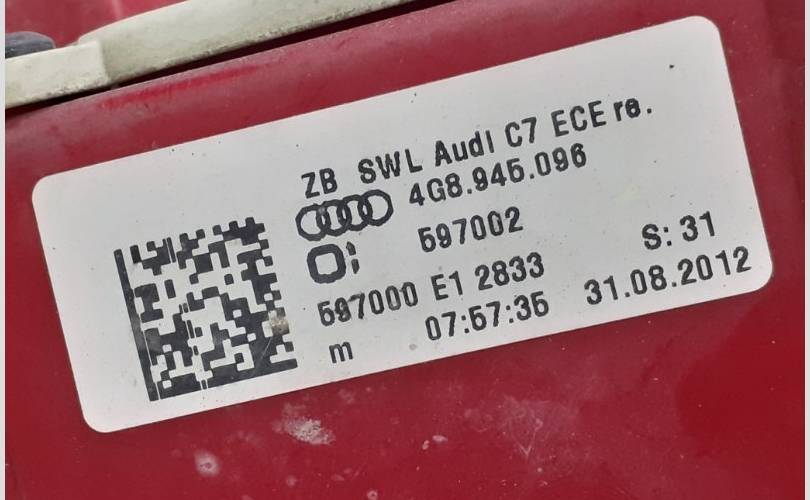 ZB SWL Audi C7 ECE re.
4G8.945.096
597002
597000 E1 2833 S: 31
m 07:57:35 31.08.2012